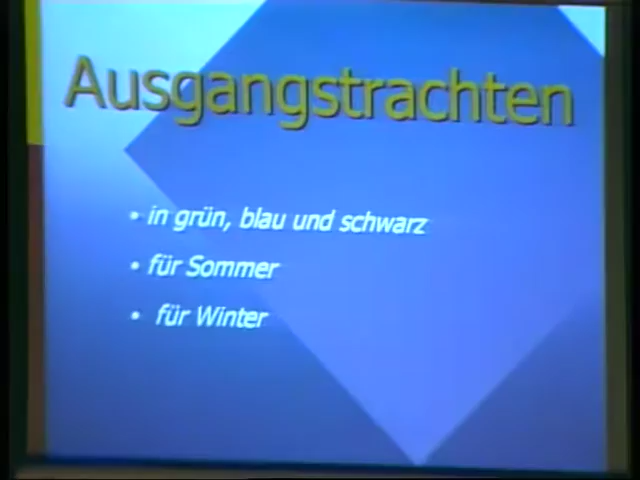 Ausgangstrachten
• in grün, blau und schwarz
• für Sommer
• für Winter